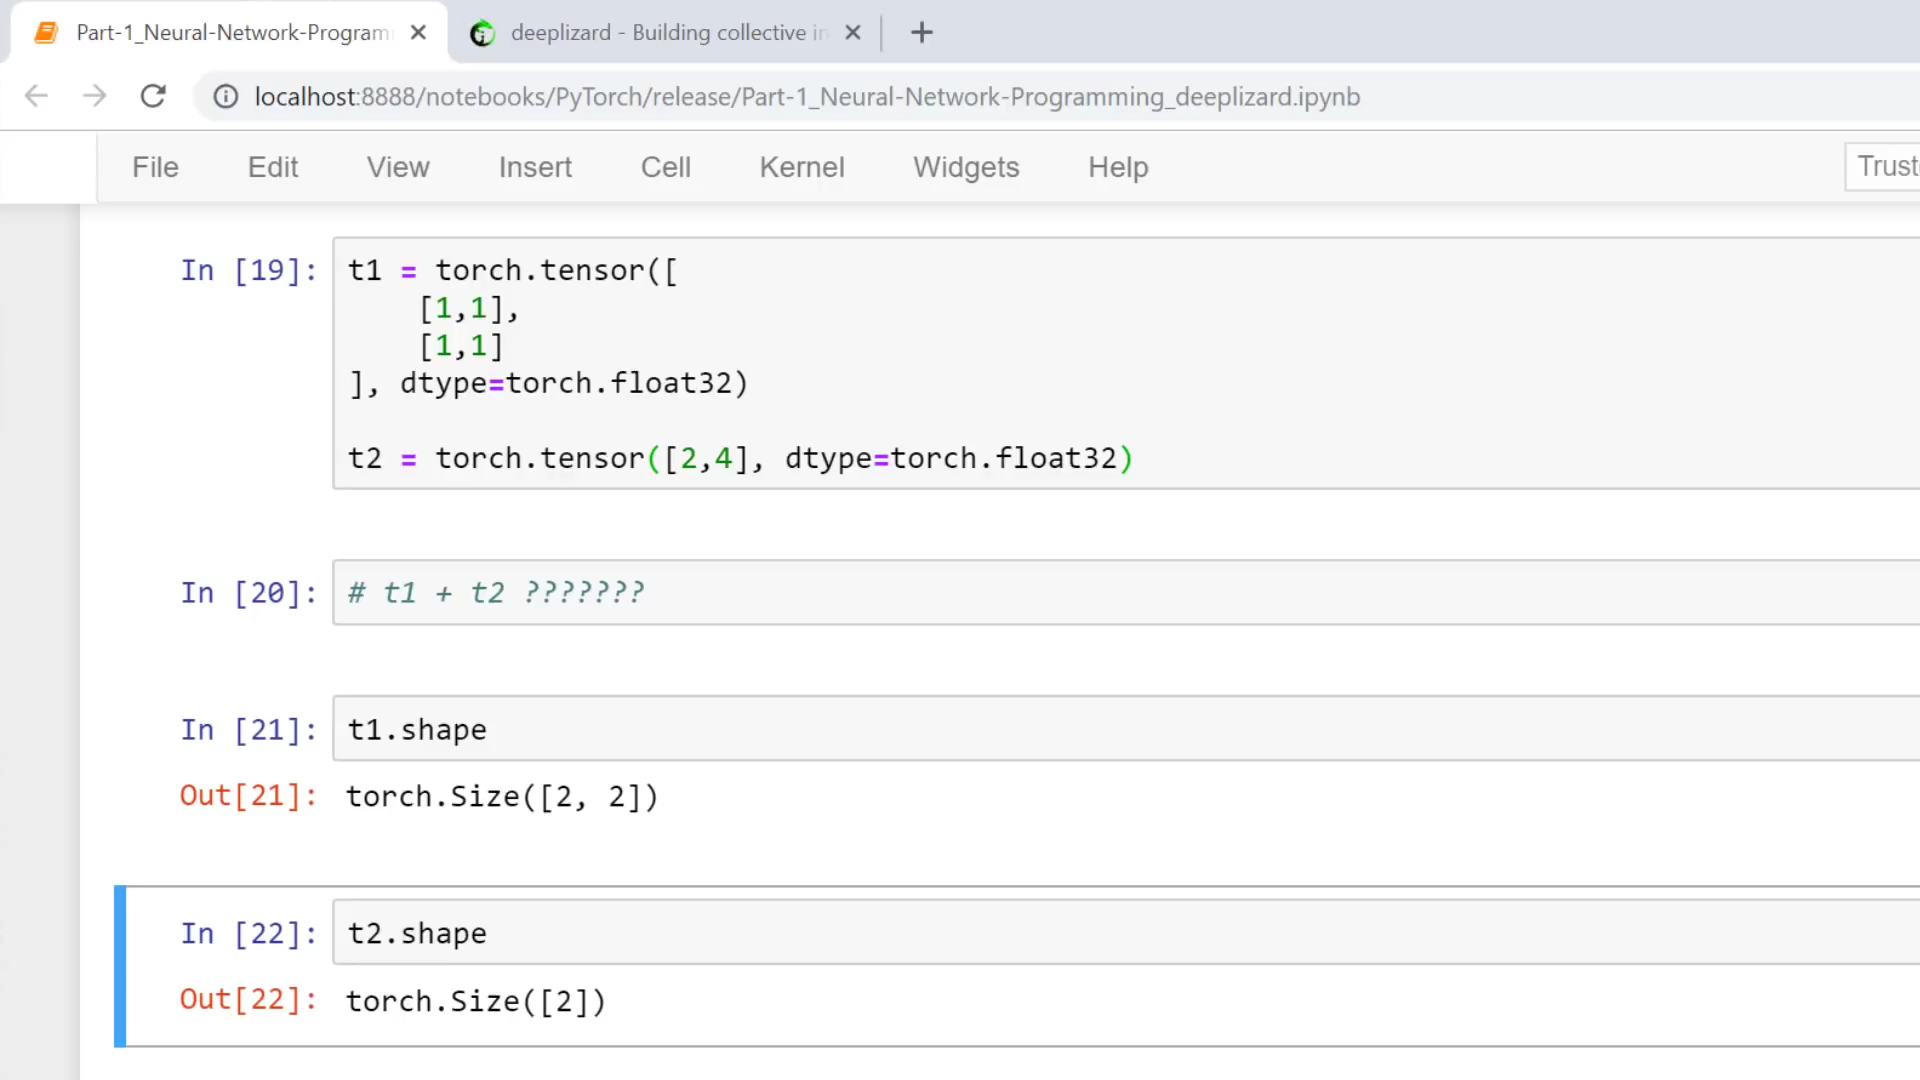 Part-1_Neural-Network-Program
deeplizard - Building collective in
localhost:8888/notebooks/PyTorch/release/Part-1_Neural-Network-Programming_deeplizard.ipynb
File Edit View Insert Cell Kernel Widgets Help Trust
In [19]: t1 = torch.tensor([
[1,1],
[1,1]
], dtype=torch.float32)
t2 = torch.tensor([2,4], dtype=torch.float32)
In [20]: # t1 + t2 ???????
In [21]: t1.shape
Out[21]: torch.Size([2, 2])
In [22]: t2.shape
Out[22]: torch.Size([2])